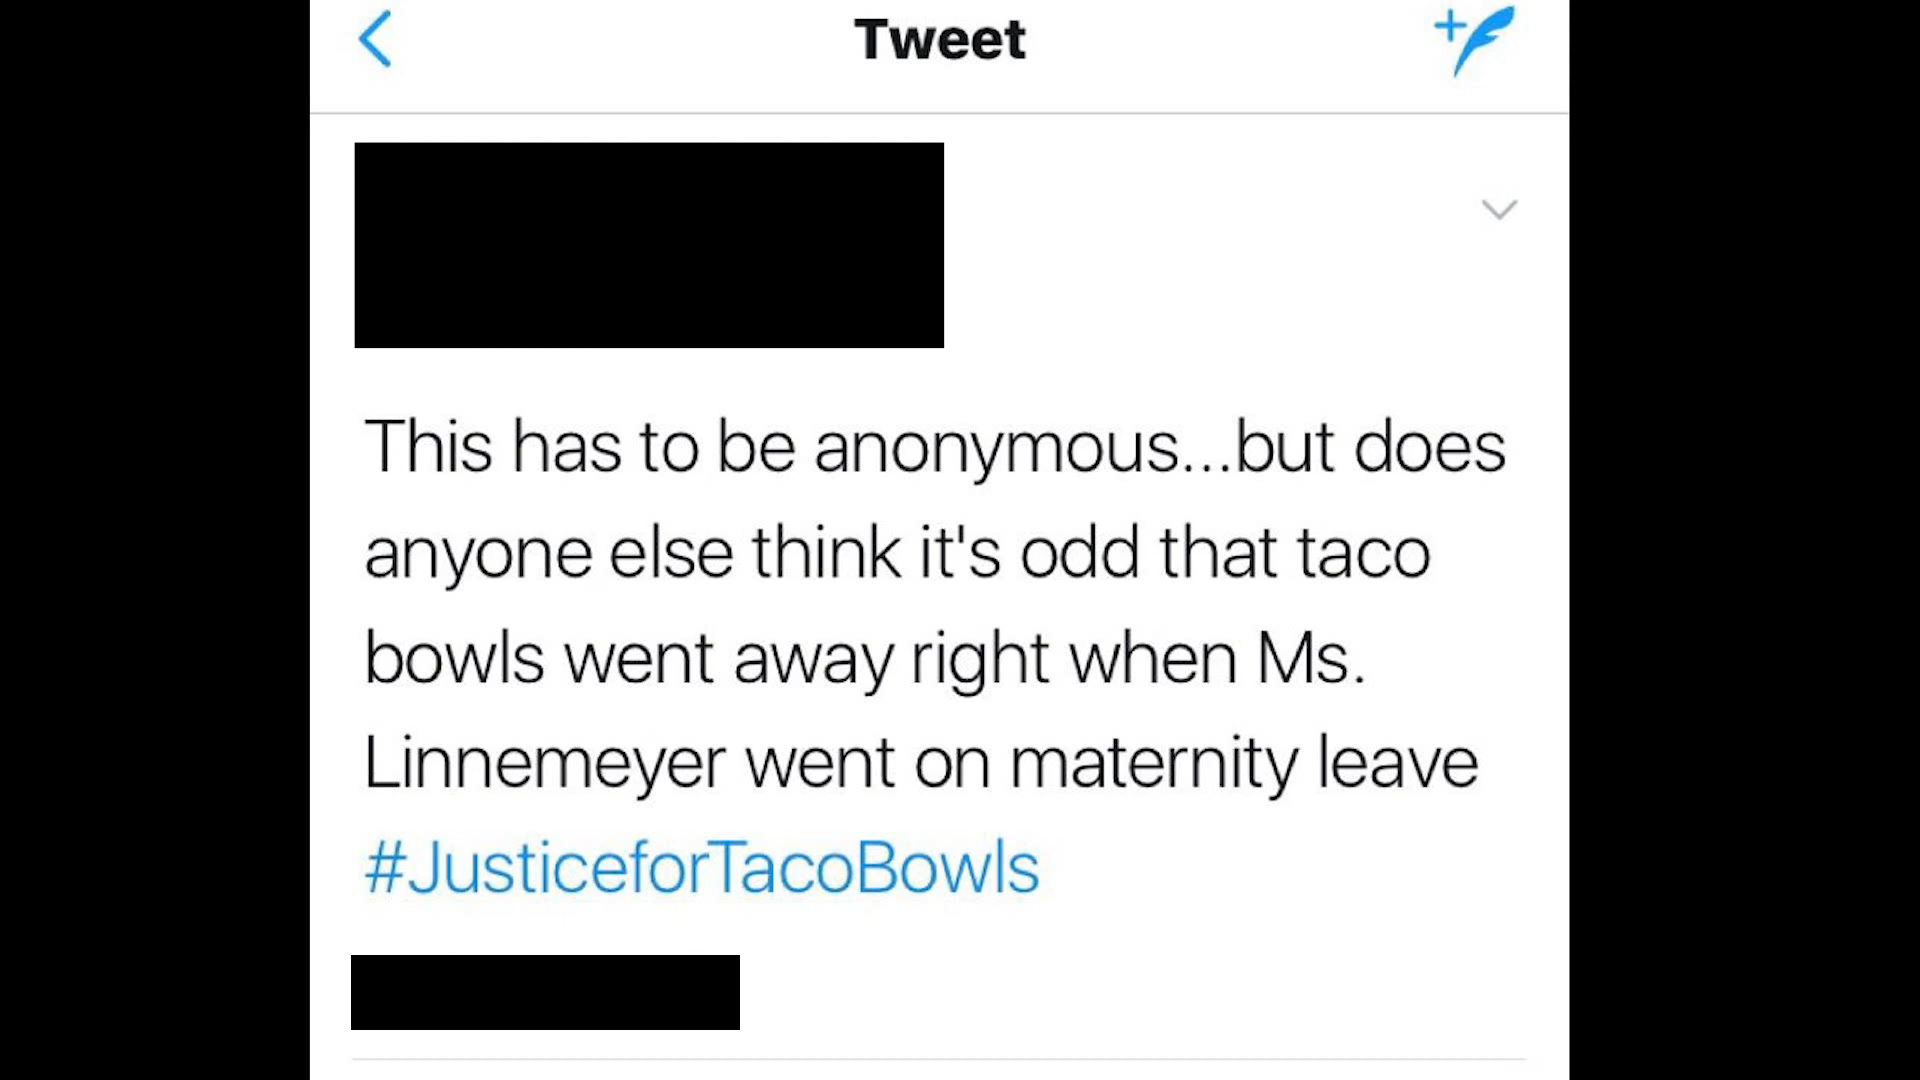 Tweet
This has to be anonymous...but does
anyone else think it's odd that taco
bowls went away right when Ms.
Linnemeyer went on maternity leave
#JusticeforTacoBowls